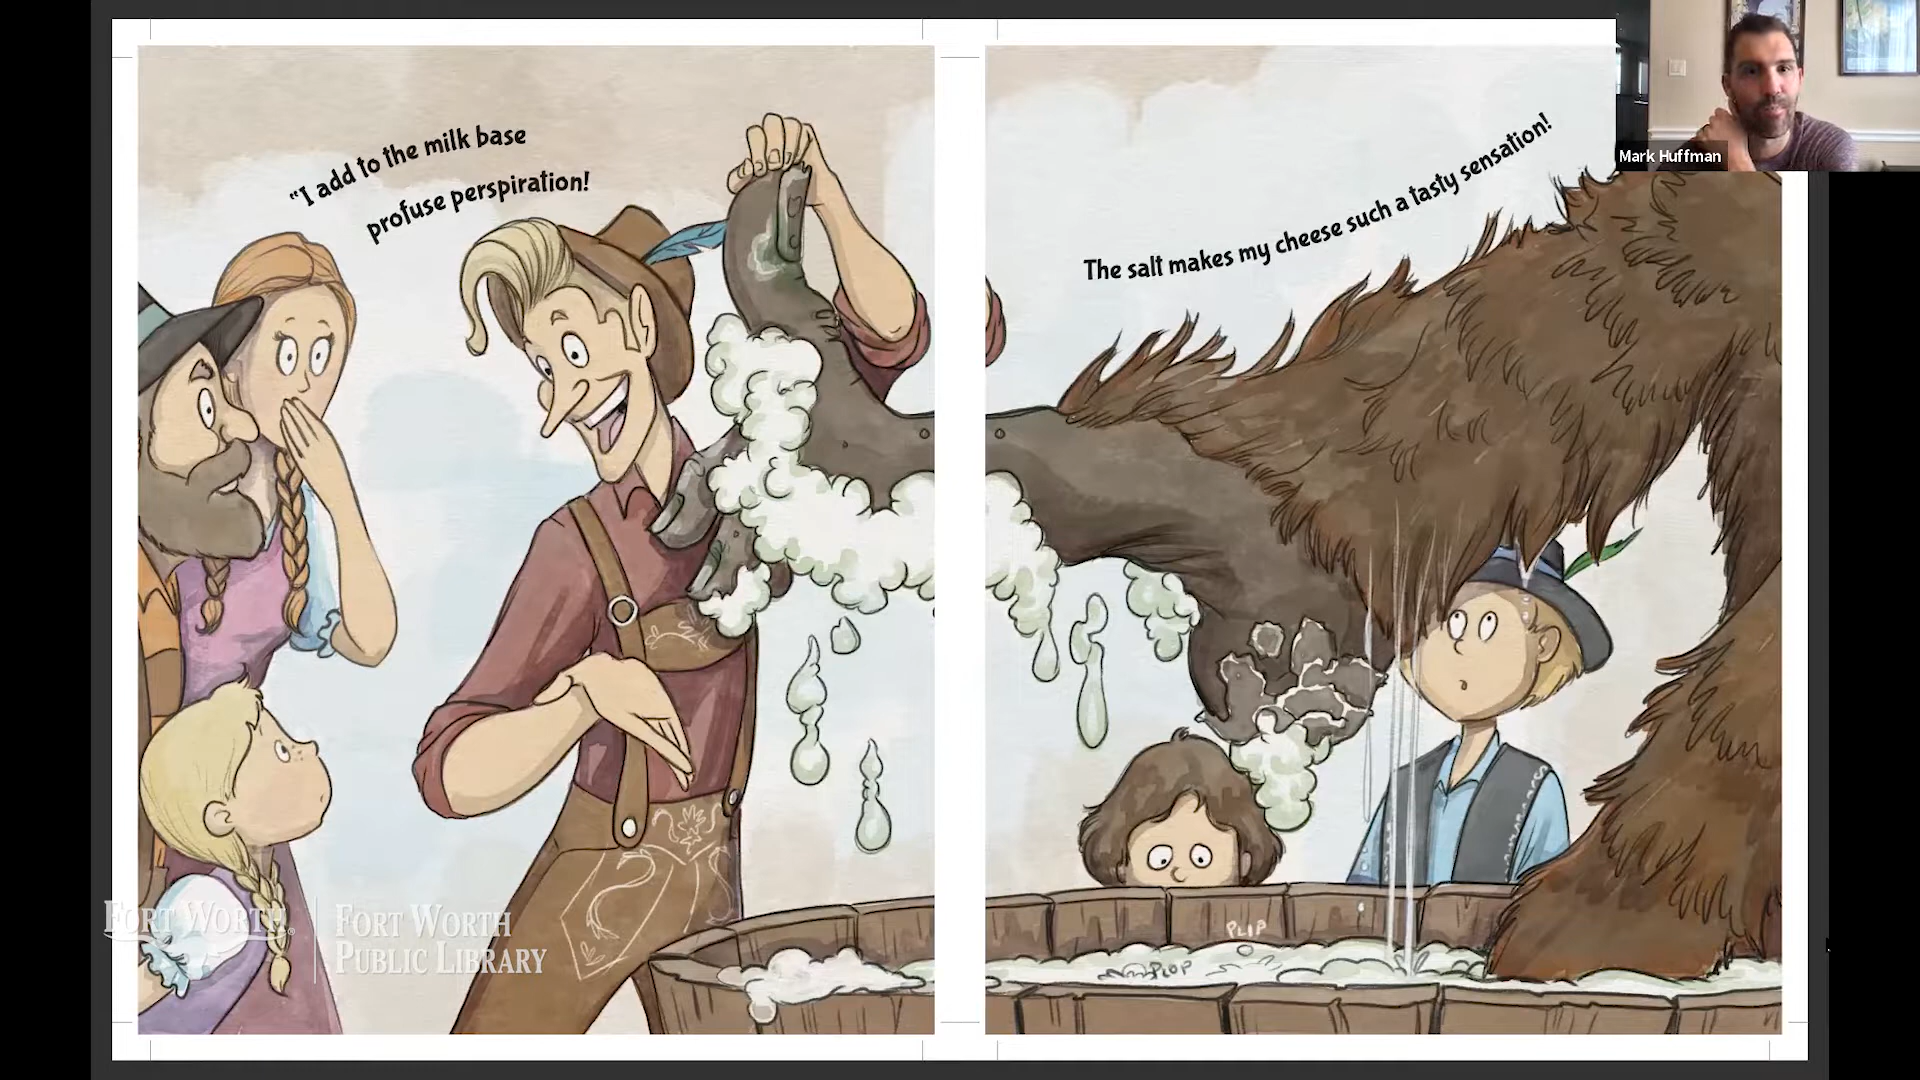 "I add to the milk base
profuse perspiration!
The salt makes my cheese such a tasty sensation!
Mark Huffman
PLIP
PLOP
FORT WORTH®
FORT WORTH
PUBLIC LIBRARY